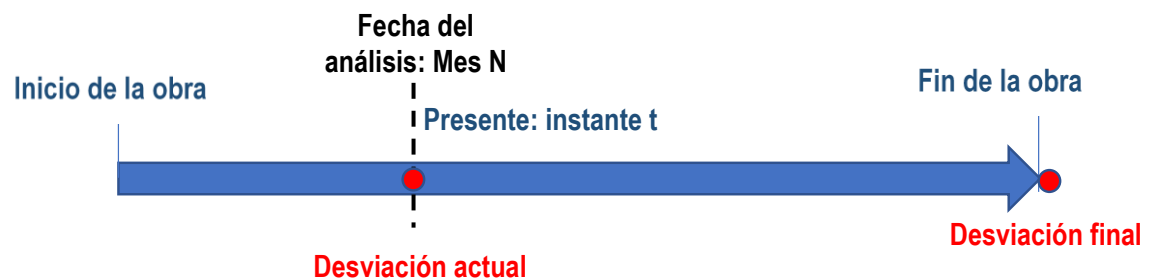 Fecha del
análisis: Mes N
Inicio de la obra
Fin de la obra
Presente: instante t
Desviación actual
Desviación final